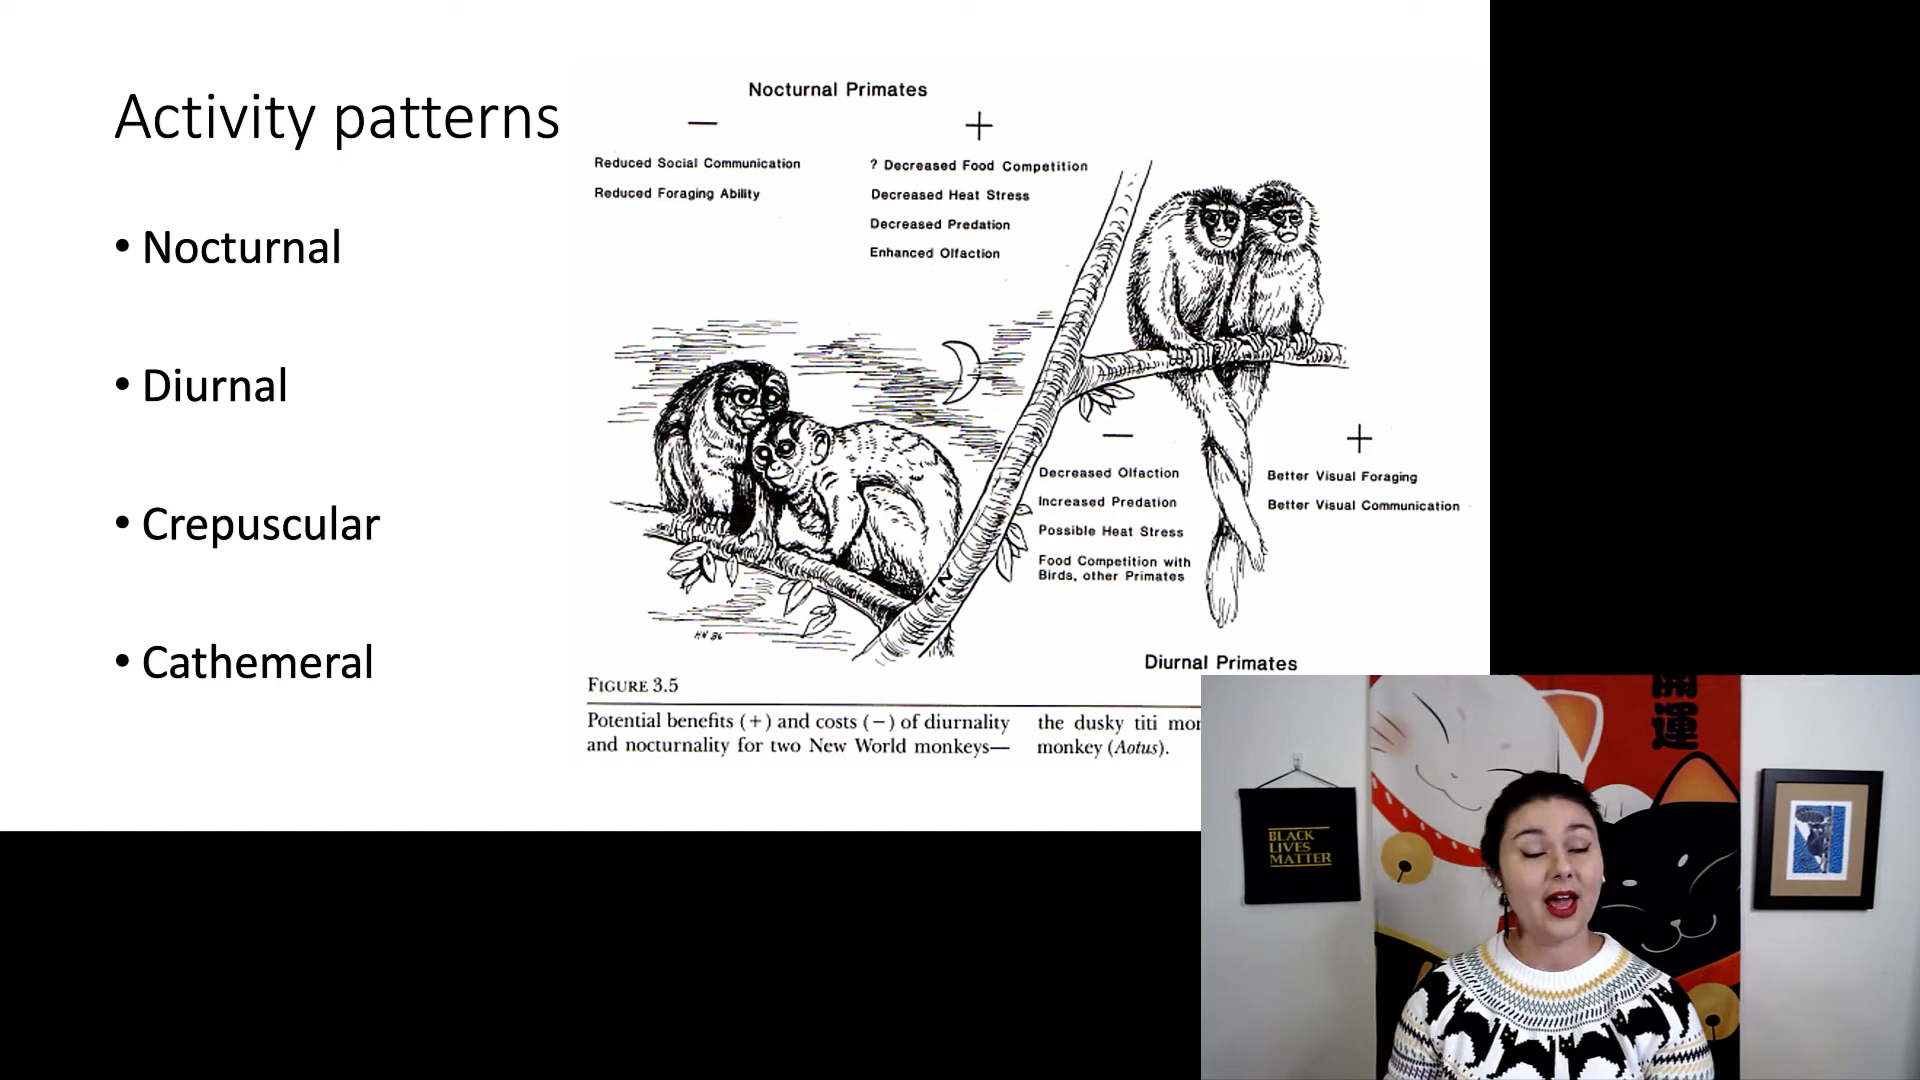 Activity patterns
• Nocturnal
• Diurnal
• Crepuscular
• Cathemeral
Nocturnal Primates
−
+
Reduced Social Communication
Reduced Foraging Ability
? Decreased Food Competition
Decreased Heat Stress
Decreased Predation
Enhanced Olfaction
−
+
Decreased Olfaction
Increased Predation
Possible Heat Stress
Food Competition with
Birds, other Primates
Better Visual Foraging
Better Visual Communication
HN 86
Diurnal Primates
FIGURE 3.5
Potential benefits (+) and costs (−) of diurnality
and nocturnality for two New World monkeys—
the dusky titi
monkey (Aotus).
開
運
BLACK
LIVES
MATTER